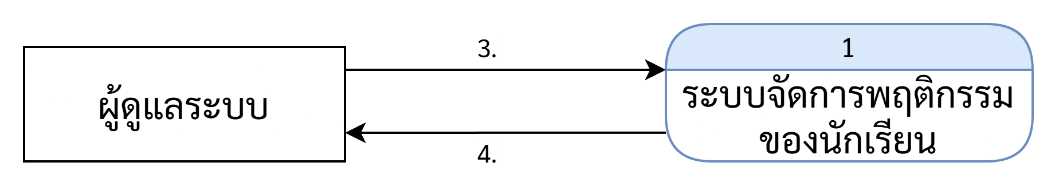 3.
1
ผู้ดูแลระบบ
ระบบจัดการพฤติกรรม
ของนักเรียน
4.